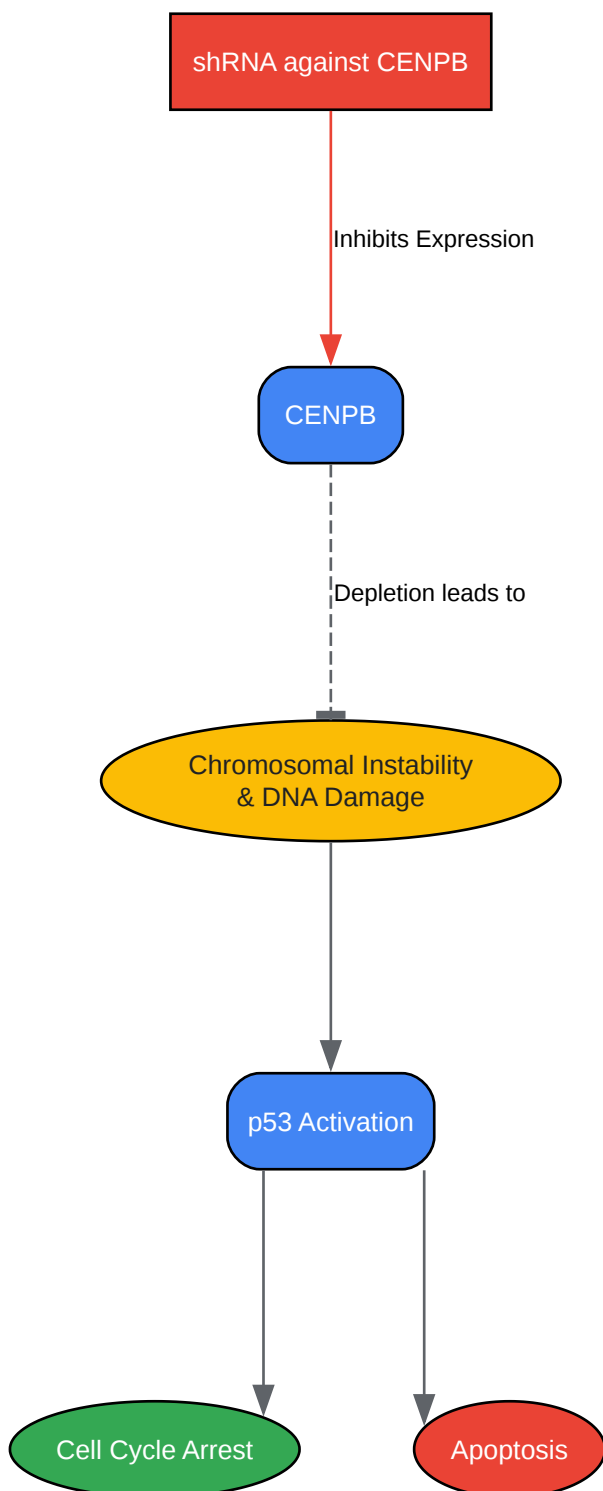 shRNA against CENPB
Inhibits Expression
CENPB
Depletion leads to
Chromosomal Instability
& DNA Damage
p53 Activation
Cell Cycle Arrest
Apoptosis